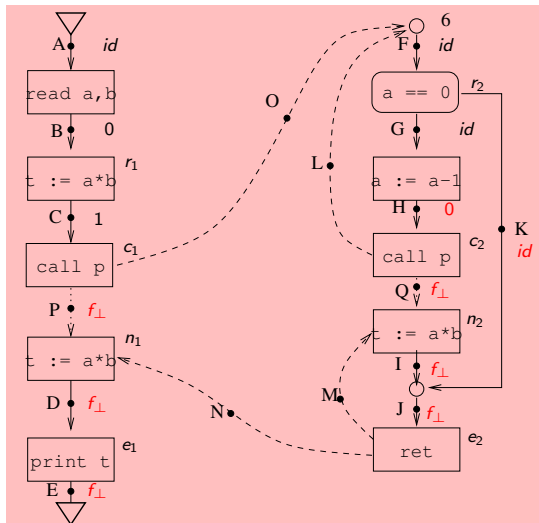 A id
read a,b
B 0
r1
t := a*b
C 1
c1
call p
P f⊥
n1
t := a*b
D f⊥
e1
print t
E f⊥
O
L
N
M
6
F id
a == 0
r2
G id
a := a-1
H 0
K
id
c2
call p
Q f⊥
n2
t := a*b
I f⊥
J f⊥
ret
e2